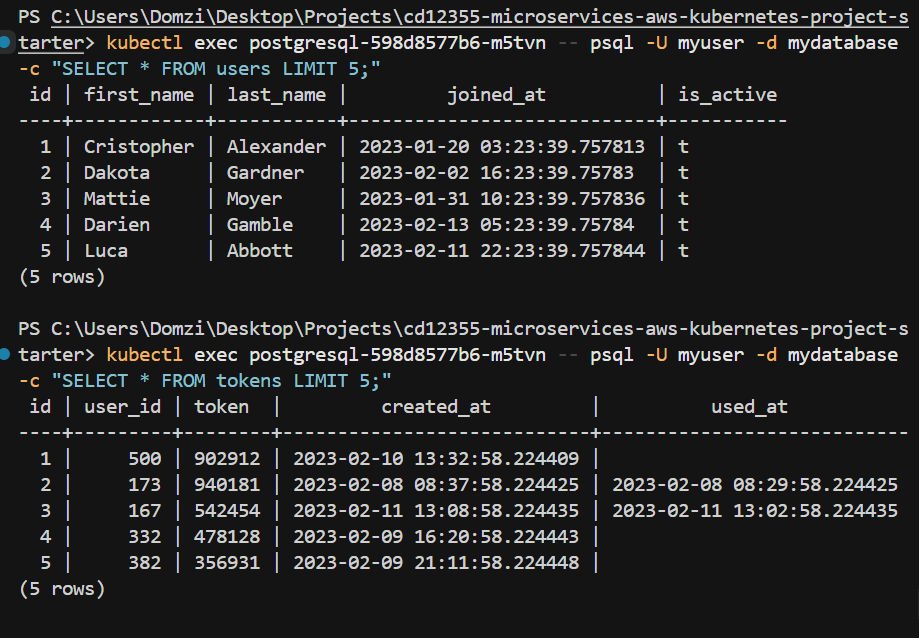 PS C:\Users\Domzi\Desktop\Projects\cd12355-microservices-aws-kubernetes-project-s
tarter> kubectl exec postgresql-598d8577b6-m5tvn -- psql -U myuser -d mydatabase
-c "SELECT * FROM users LIMIT 5;"
 id | first_name | last_name |         joined_at          | is_active
----+------------+-----------+----------------------------+-----------
  1 | Cristopher | Alexander | 2023-01-20 03:23:39.757813 | t
  2 | Dakota     | Gardner   | 2023-02-02 16:23:39.75783  | t
  3 | Mattie     | Moyer     | 2023-01-31 10:23:39.757836 | t
  4 | Darien     | Gamble    | 2023-02-13 05:23:39.75784  | t
  5 | Luca       | Abbott    | 2023-02-11 22:23:39.757844 | t
(5 rows)

PS C:\Users\Domzi\Desktop\Projects\cd12355-microservices-aws-kubernetes-project-s
tarter> kubectl exec postgresql-598d8577b6-m5tvn -- psql -U myuser -d mydatabase
-c "SELECT * FROM tokens LIMIT 5;"
 id | user_id | token  |         created_at         |          used_at
----+---------+--------+----------------------------+----------------------------
  1 |     500 | 902912 | 2023-02-10 13:32:58.224409 |
  2 |     173 | 940181 | 2023-02-08 08:37:58.224425 | 2023-02-08 08:29:58.224425
  3 |     167 | 542454 | 2023-02-11 13:08:58.224435 | 2023-02-11 13:02:58.224435
  4 |     332 | 478128 | 2023-02-09 16:20:58.224443 |
  5 |     382 | 356931 | 2023-02-09 21:11:58.224448 |
(5 rows)